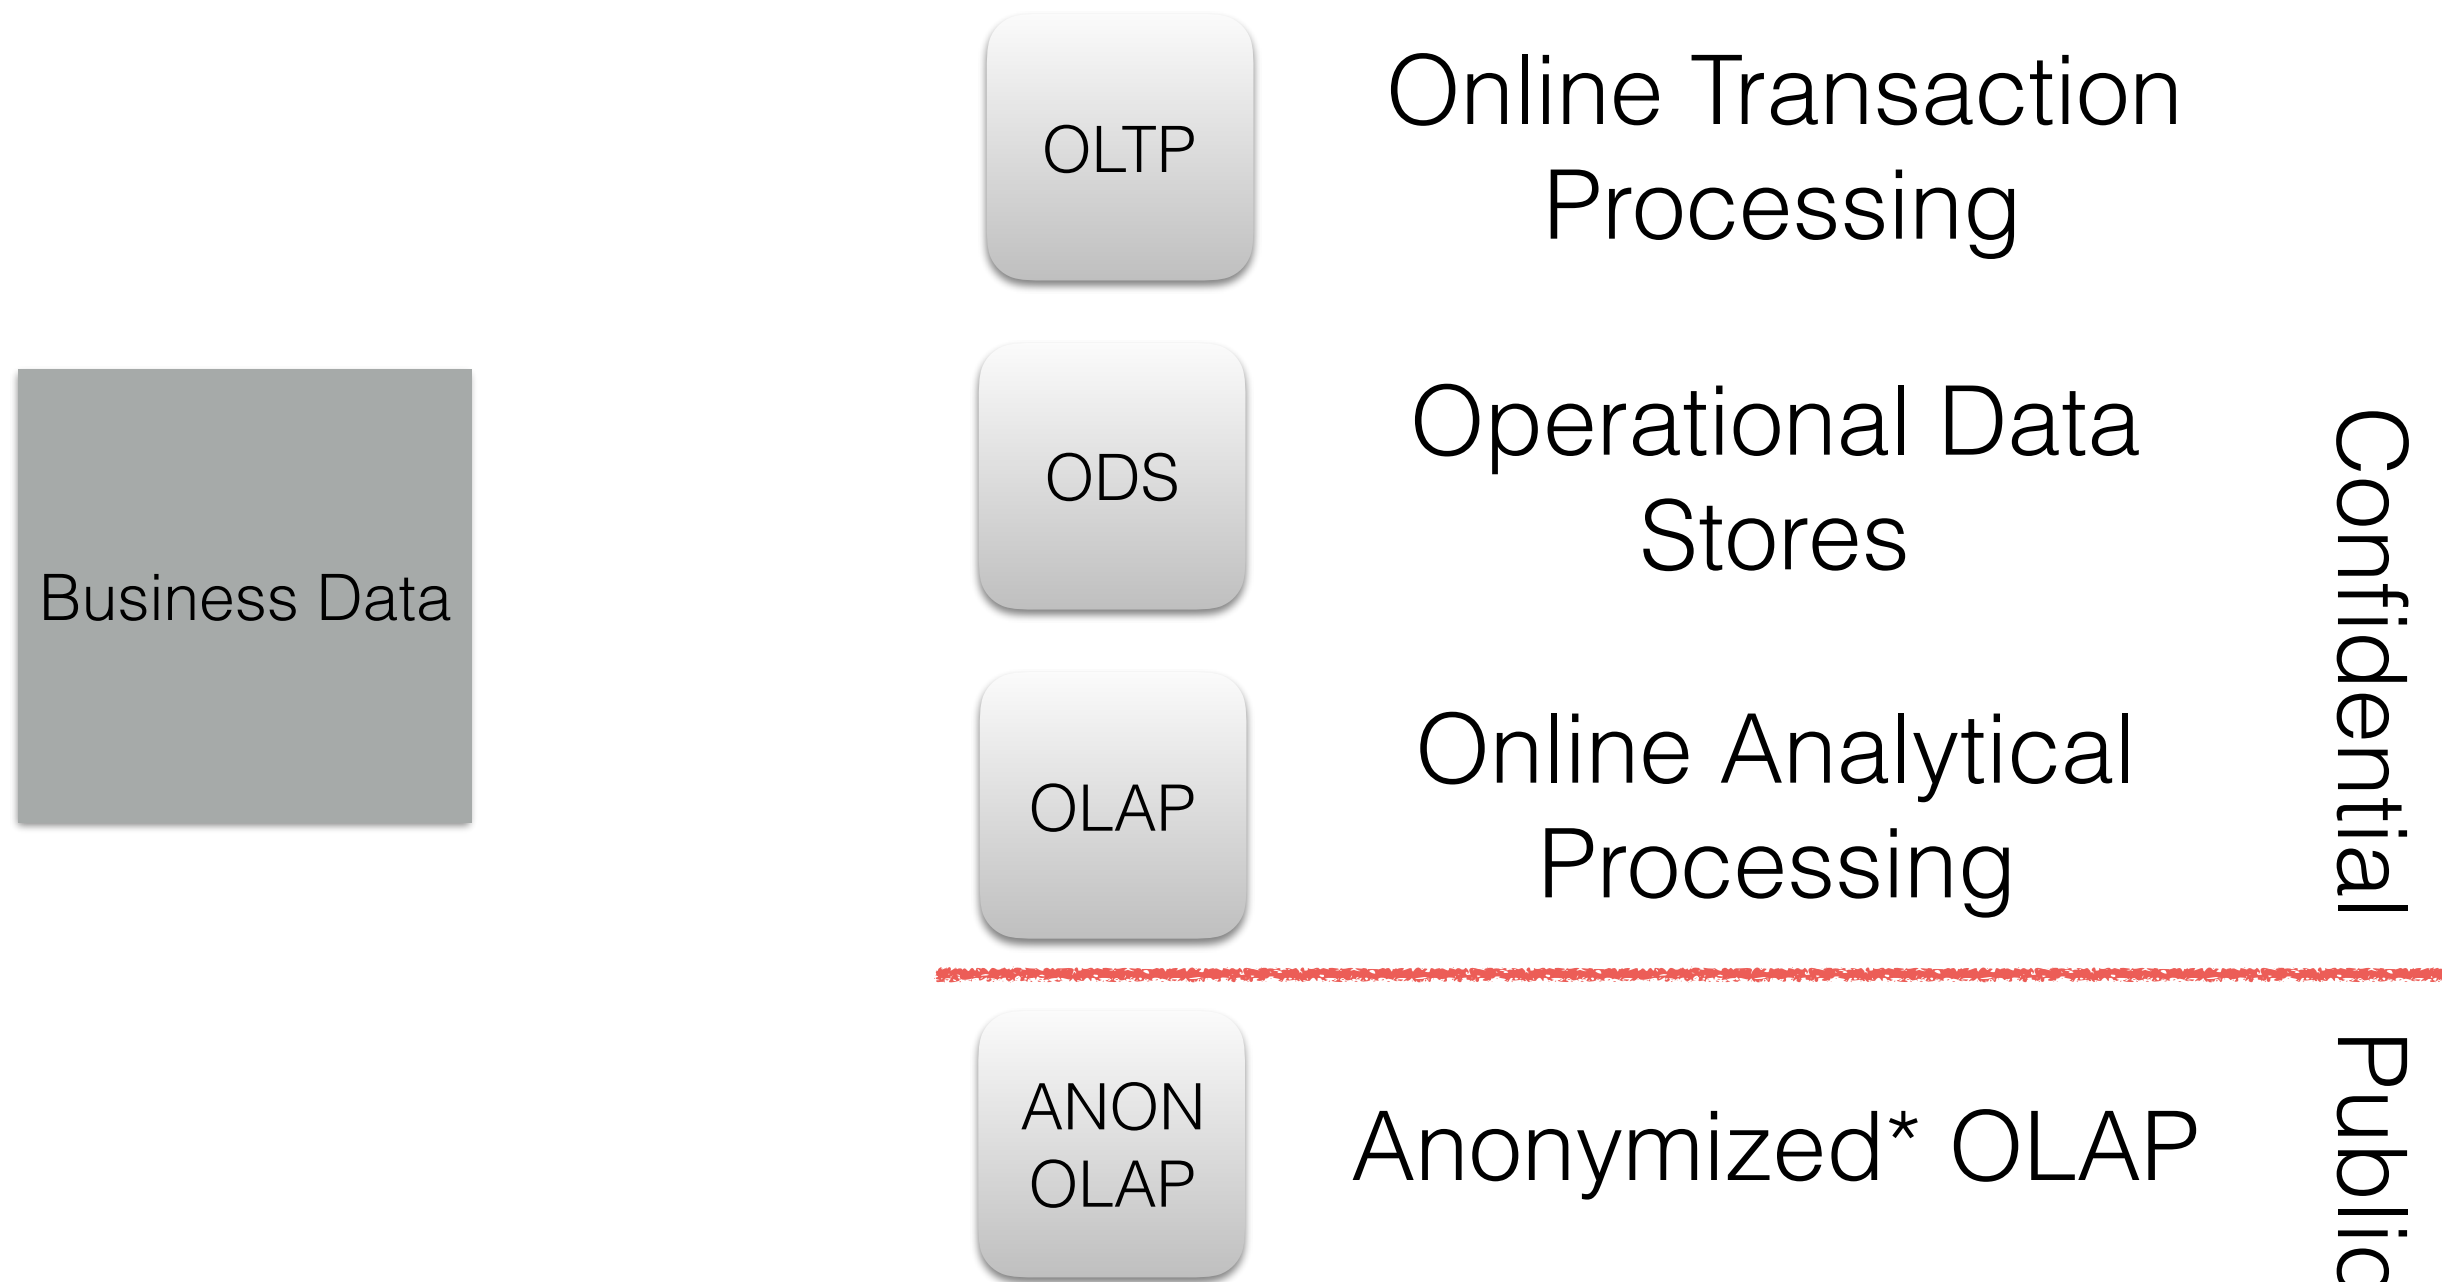 OLTP
Online Transaction
Processing
Business Data
ODS
Operational Data
Stores
OLAP
Online Analytical
Processing
Confidential
ANON
OLAP
Anonymized* OLAP
Public